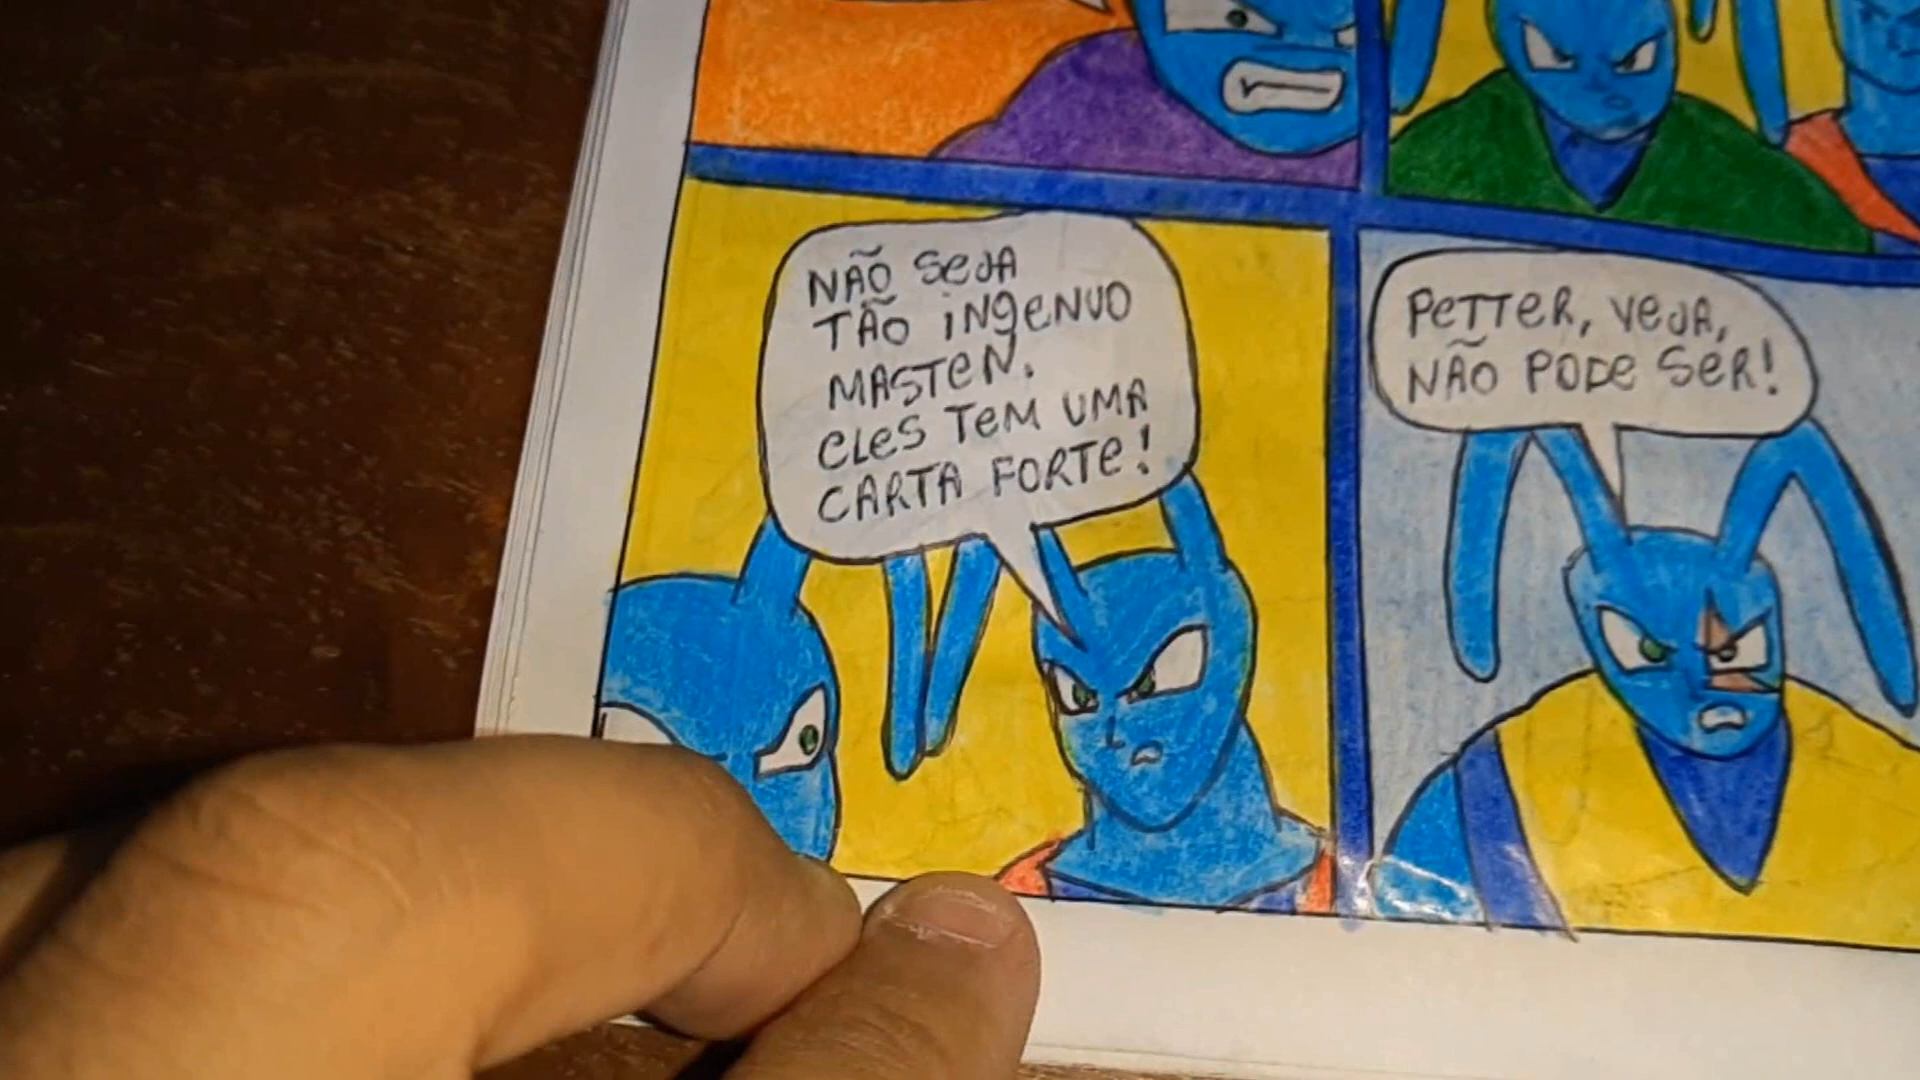 NÃO SEJA
TÃO INGENUO
MASTEN.
ELES TEM UMA
CARTA FORTE!
PETTER, VEJA,
NÃO PODE SER!